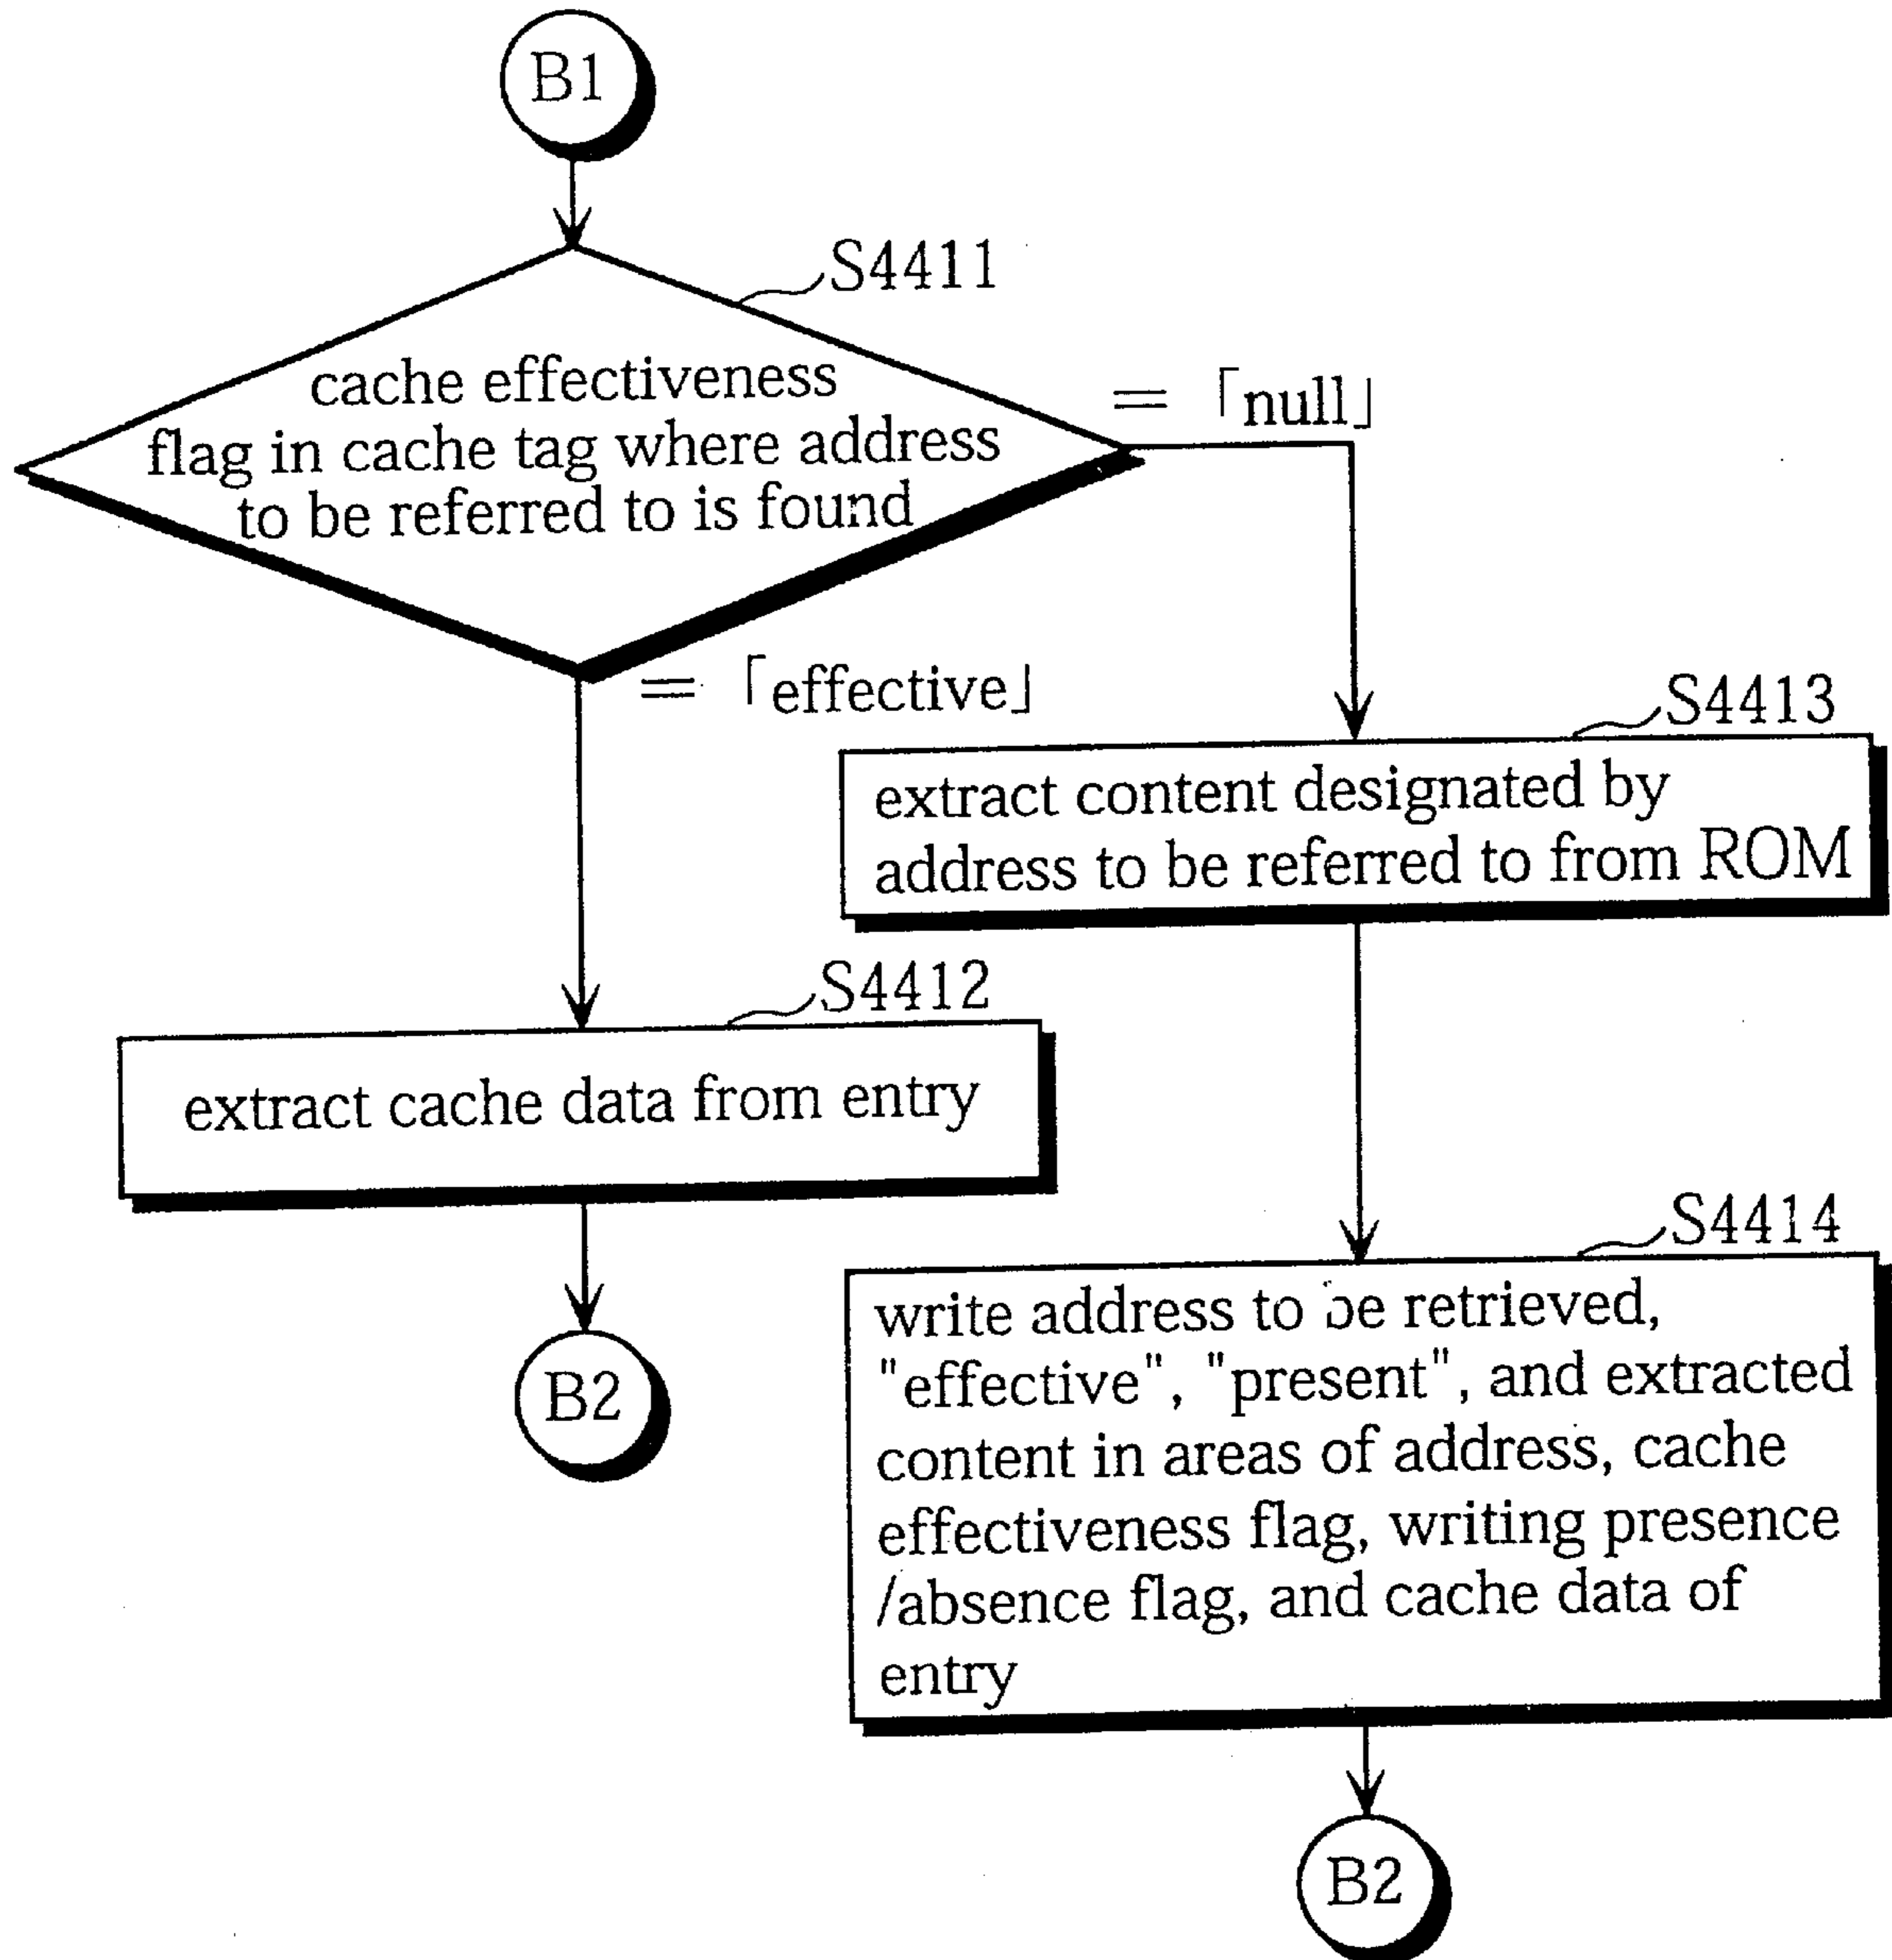 B1
S4411
cache effectiveness
flag in cache tag where address
to be referred to is found
= 「null」
= 「effective」
S4413
extract content designated by
address to be referred to from ROM
S4412
extract cache data from entry
B2
S4414
write address to be retrieved,
"effective", "present", and extracted
content in areas of address, cache
effectiveness flag, writing presence
/absence flag, and cache data of
entry
B2